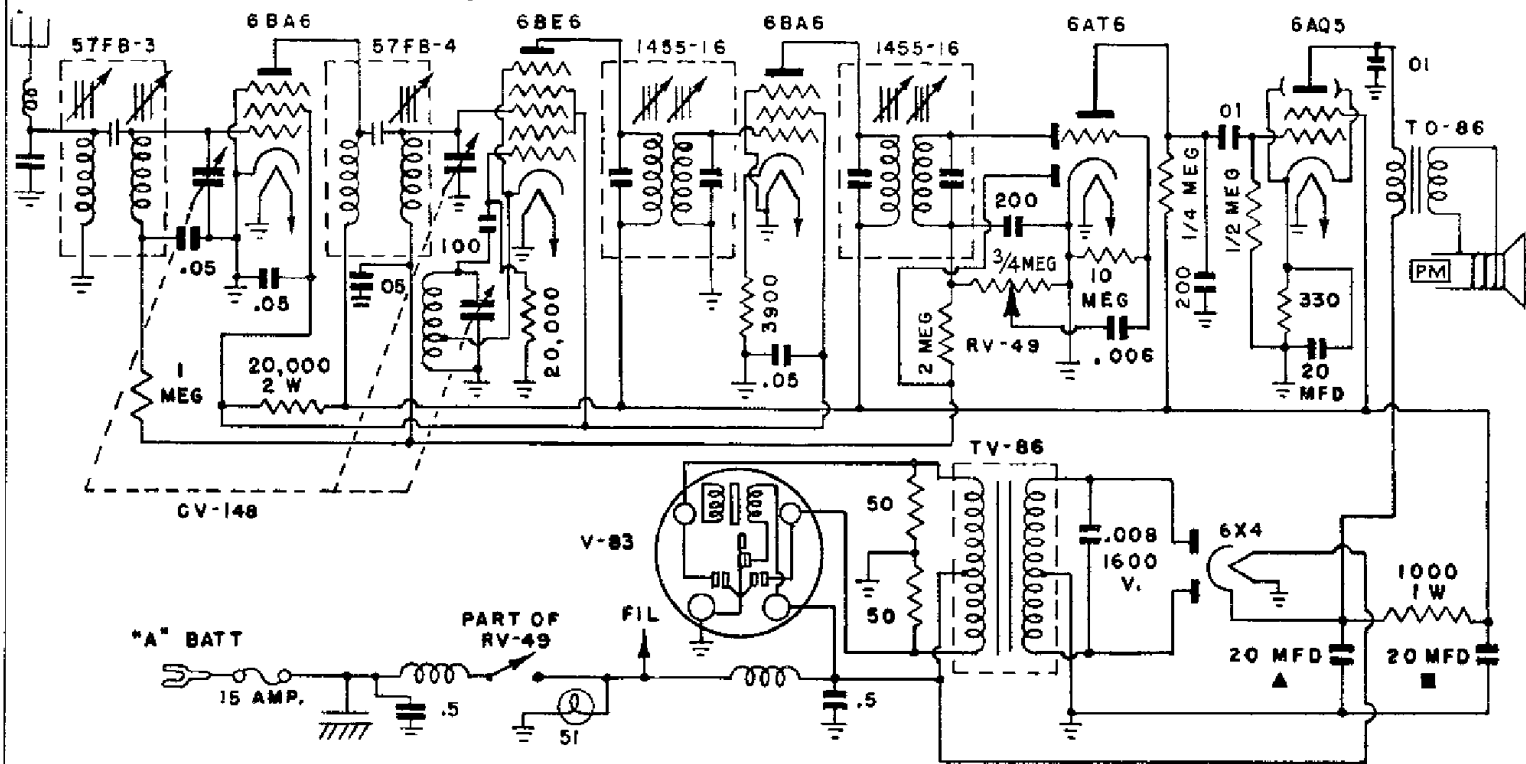 6BA6
6BE6
6BA6
6AT6
6AQ5
57FB-3
57FB-4
1455-16
1455-16
01
01
TO-86
.05
.05
05
100
20,000
3900
.05
200
3/4 MEG
10
MEG
2 MEG
RV-49
.006
1/4 MEG
200
1/2 MEG
330
20
MFD
PM
1
MEG
20,000
2 W
CV-148
TV-86
V-83
50
50
.008
1600
V.
6X4
1000
1 W
20 MFD
20 MFD
"A" BATT
15 AMP.
.5
PART OF
RV-49
51
FIL
.5